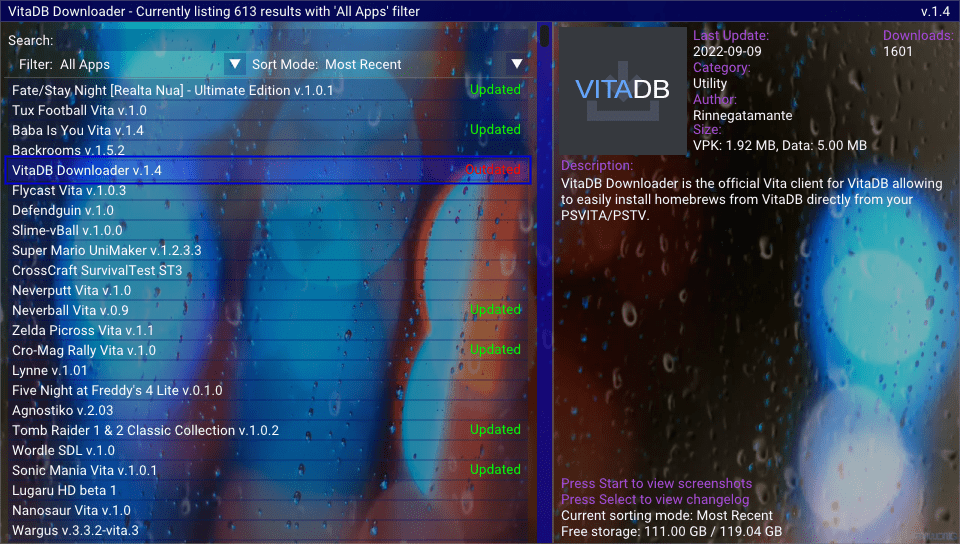 VitaDB Downloader - Currently listing 613 results with 'All Apps' filter
v.1.4
Search:
Filter: All Apps
Sort Mode: Most Recent
Fate/Stay Night [Realta Nua] - Ultimate Edition v.1.0.1 Updated
Tux Football Vita v.1.0
Baba Is You Vita v.1.4 Updated
Backrooms v.1.5.2
VitaDB Downloader v.1.4 Outdated
Flycast Vita v.1.0.3
Defendguin v.1.0
Slime-vBall v.1.0.0
Super Mario UniMaker v.1.2.3.3
CrossCraft SurvivalTest ST3
Neverputt Vita v.1.0
Neverball Vita v.0.9 Updated
Zelda Picross Vita v.1.1
Cro-Mag Rally Vita v.1.0 Updated
Lynne v.1.01
Five Night at Freddy's 4 Lite v.0.1.0
Agnostiko v.2.03
Tomb Raider 1 & 2 Classic Collection v.1.0.2 Updated
Wordle SDL v.1.0
Sonic Mania Vita v.1.0.1 Updated
Lugaru HD beta 1
Nanosaur Vita v.1.0
Wargus v.3.3.2-vita.3
VITADB
Last Update:
2022-09-09
Category:
Utility
Author:
Rinnegatamante
Size:
VPK: 1.92 MB, Data: 5.00 MB
Downloads:
1601
Description:
VitaDB Downloader is the official Vita client for VitaDB allowing
to easily install homebrews from VitaDB directly from your
PSVITA/PSTV.
Press Start to view screenshots
Press Select to view changelog
Current sorting mode: Most Recent
Free storage: 111.00 GB / 119.04 GB